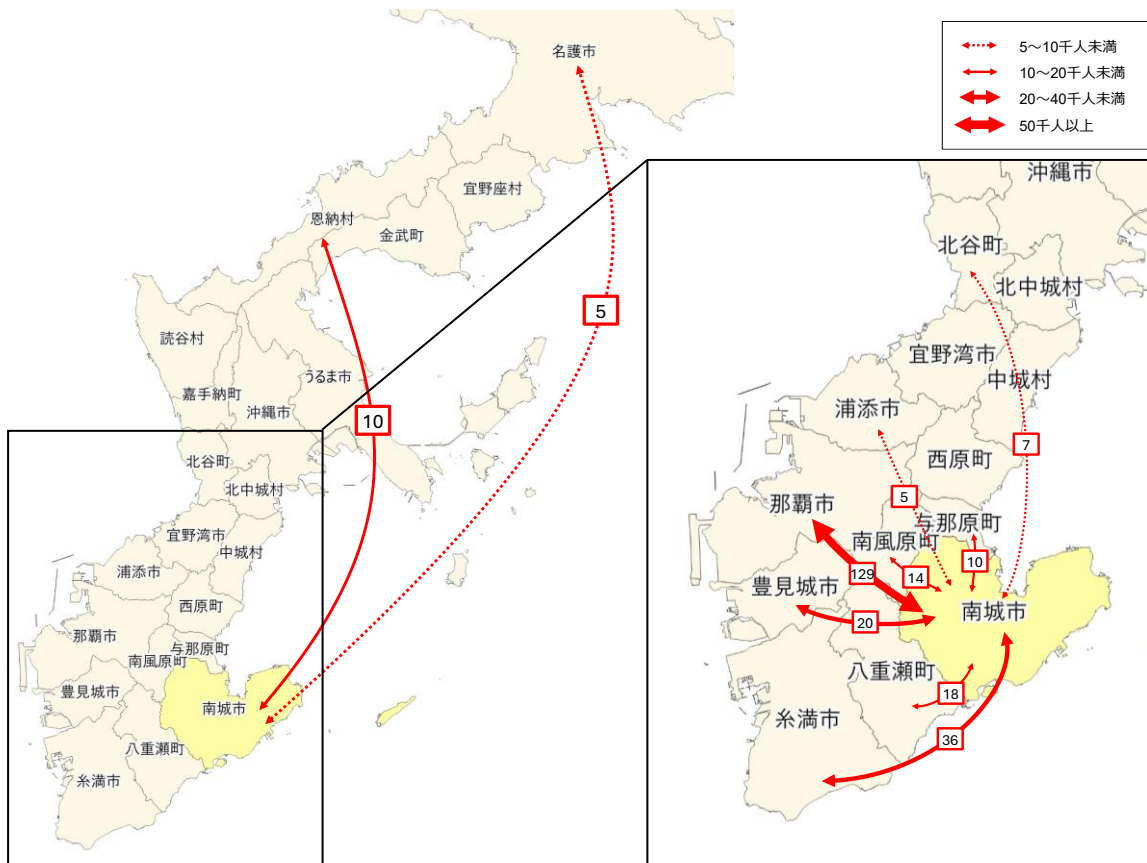 5～10千人未満
10～20千人未満
20～40千人未満
50千人以上
名護市
宜野座村
恩納村
金武町
5
読谷村
うるま市
嘉手納町
沖縄市
10
北谷町
北中城村
宜野湾市
中城村
浦添市
西原町
那覇市
与那原町
南風原町
豊見城市
南城市
八重瀬町
糸満市
沖縄市
北谷町
北中城村
宜野湾市
中城村
浦添市
7
西原町
5
那覇市
与那原町
南風原町
10
129
14
豊見城市
南城市
20
八重瀬町
18
糸満市
36